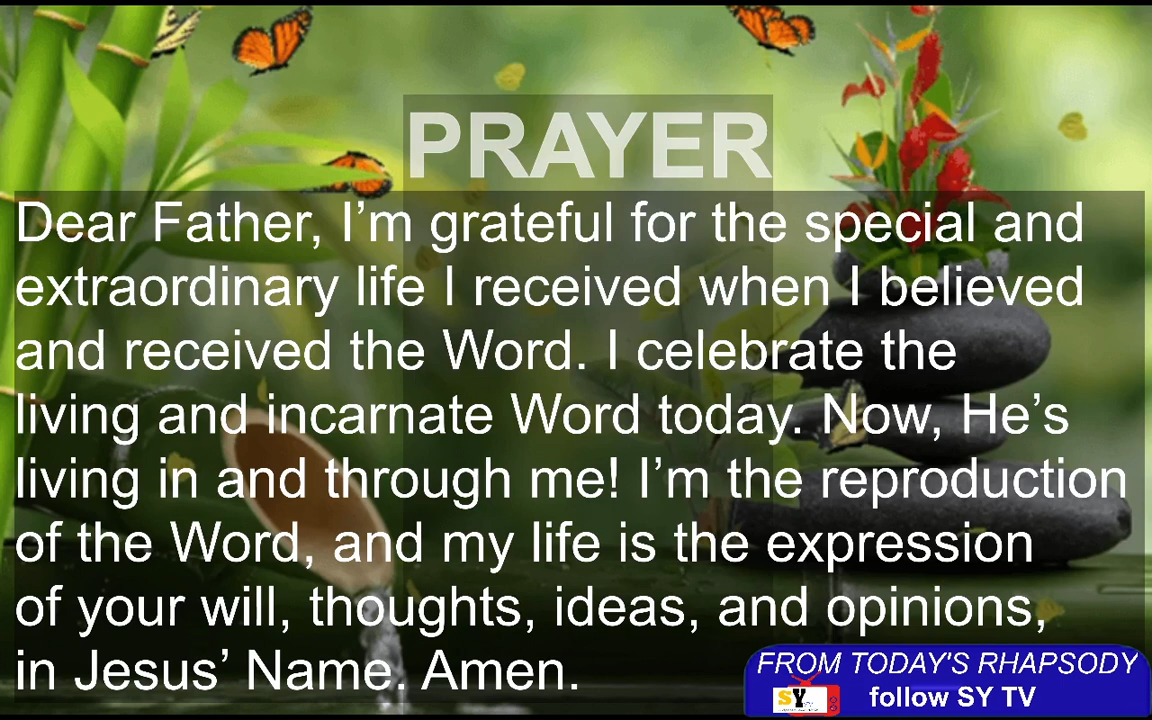 PRAYER
Dear Father, I’m grateful for the special and
extraordinary life I received when I believed
and received the Word. I celebrate the
living and incarnate Word today. Now, He’s
living in and through me! I’m the reproduction
of the Word, and my life is the expression
of your will, thoughts, ideas, and opinions,
in Jesus’ Name. Amen.
FROM TODAY'S RHAPSODY
SY
follow SY TV